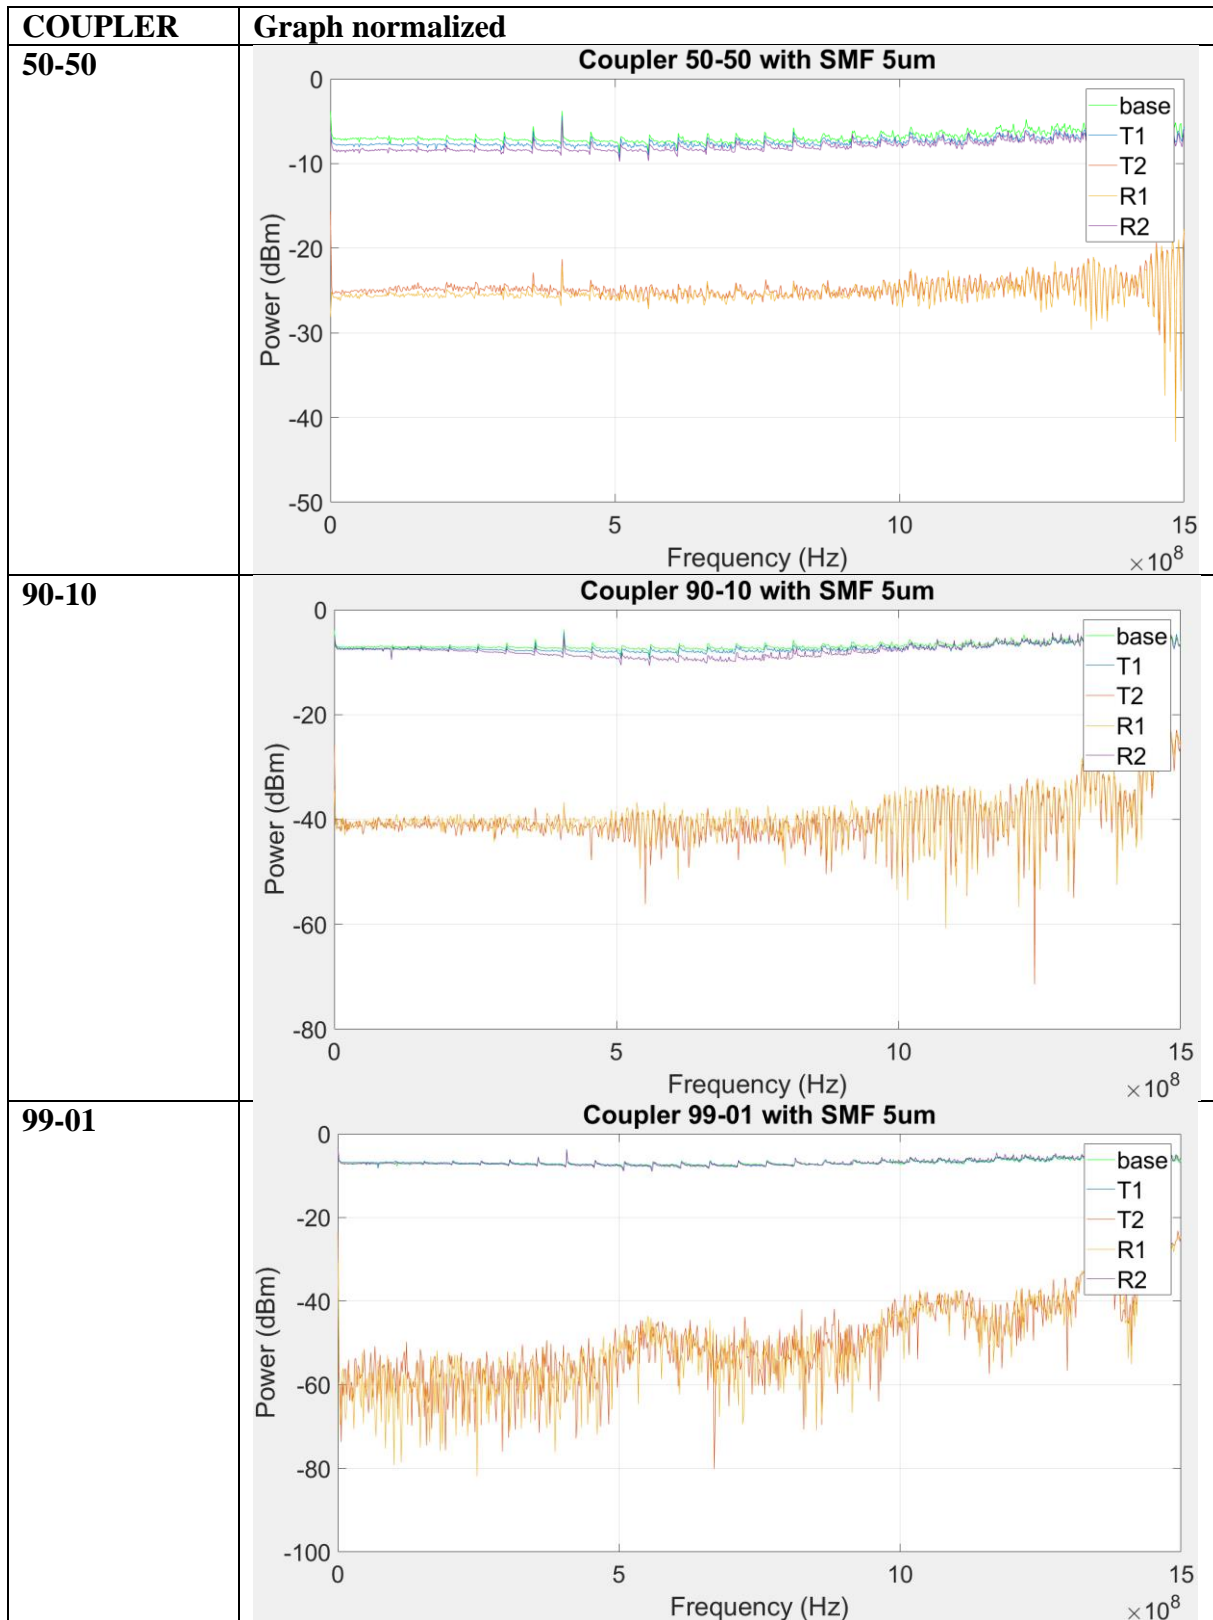 COUPLER Graph normalized
50-50
Coupler 50-50 with SMF 5um
0
-10
-20
-30
-40
-50
Power (dBm)
base
T1
T2
R1
R2
0 5 10 15
Frequency (Hz)
×10^8
90-10
Coupler 90-10 with SMF 5um
0
-20
-40
-60
-80
Power (dBm)
base
T1
T2
R1
R2
0 5 10 15
Frequency (Hz)
×10^8
99-01
Coupler 99-01 with SMF 5um
0
-20
-40
-60
-80
-100
Power (dBm)
base
T1
T2
R1
R2
0 5 10 15
Frequency (Hz)
×10^8